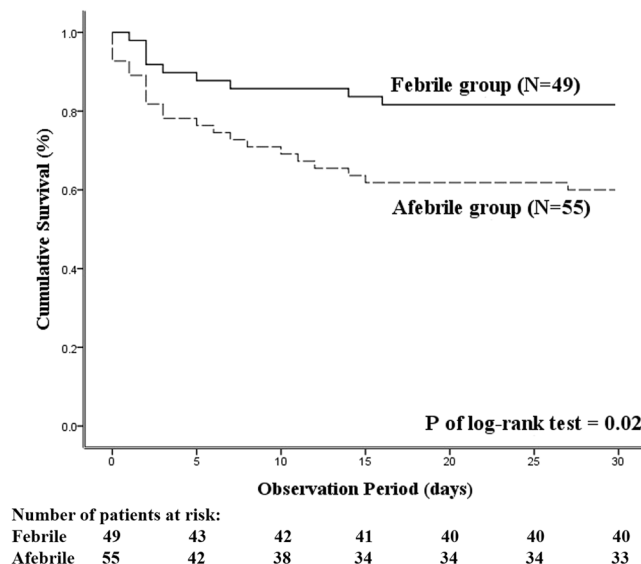 1.0
Febrile group (N=49)
0.8
0.6
Afebrile group (N=55)
0.4
0.2
0.0
Cumulative Survival (%)
P of log-rank test = 0.02
0 5 10 15 20 25 30
Observation Period (days)
Number of patients at risk:
Febrile 49 43 42 41 40 40 40
Afebrile 55 42 38 34 34 34 33